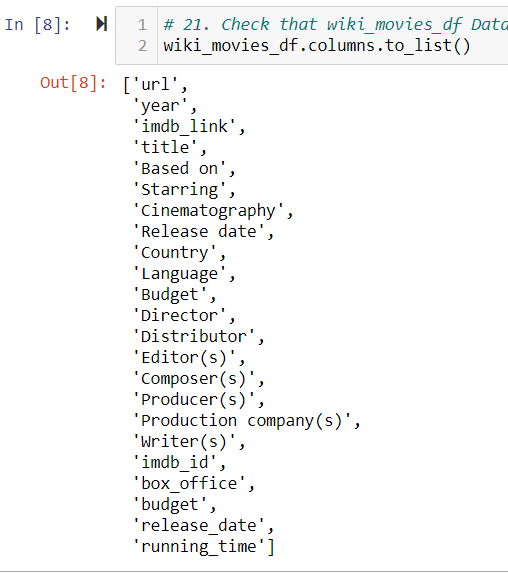 In [8]: 1 # 21. Check that wiki_movies_df Data
2 wiki_movies_df.columns.to_list()
Out[8]: ['url',
'year',
'imdb_link',
'title',
'Based on',
'Starring',
'Cinematography',
'Release date',
'Country',
'Language',
'Budget',
'Director',
'Distributor',
'Editor(s)',
'Composer(s)',
'Producer(s)',
'Production company(s)',
'Writer(s)',
'imdb_id',
'box_office',
'budget',
'release_date',
'running_time']